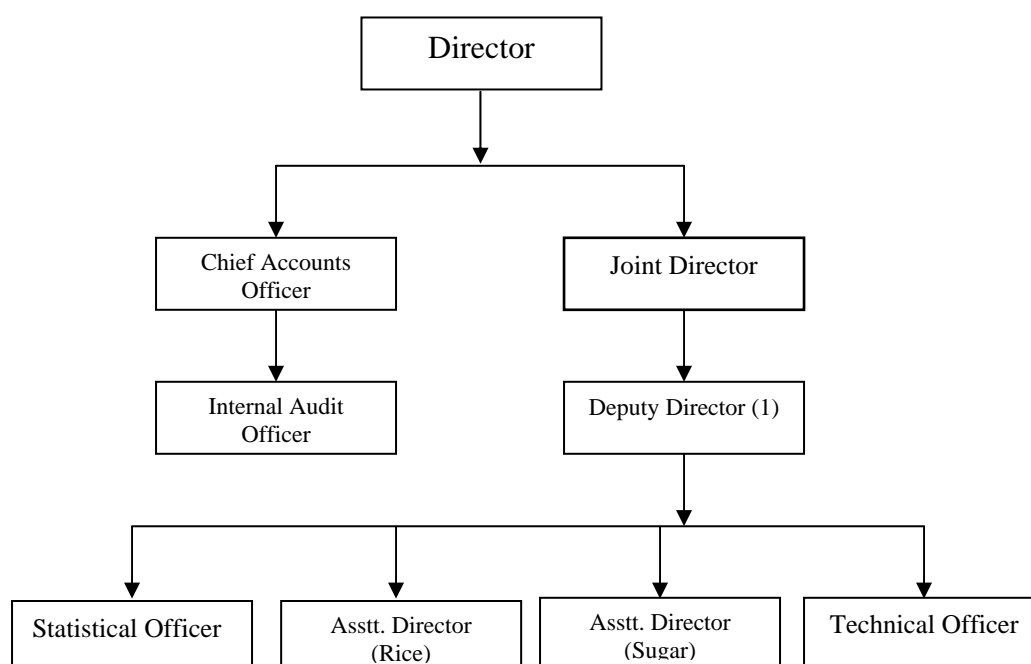 Director
Chief Accounts
Officer
Joint Director
Internal Audit
Officer
Deputy Director (1)
Statistical Officer
Asstt. Director
(Rice)
Asstt. Director
(Sugar)
Technical Officer